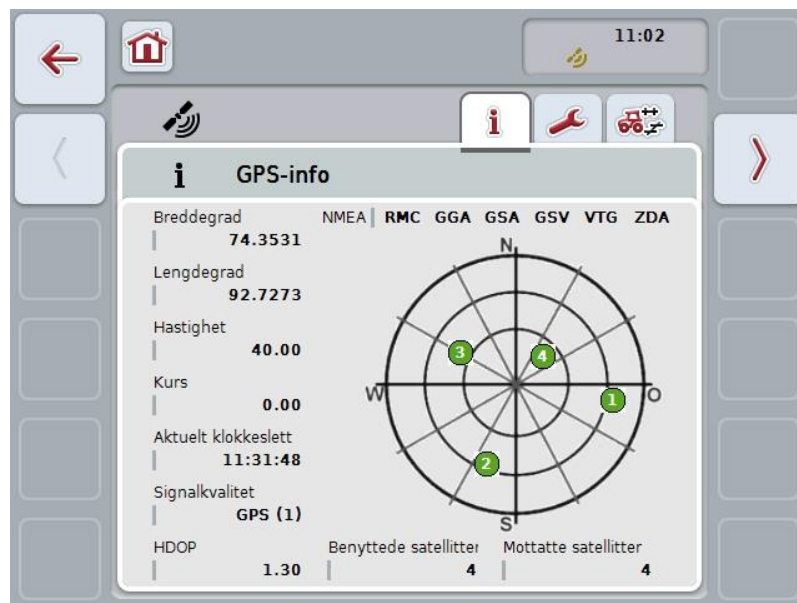 11:02
i
i GPS-info
Breddegrad
74.3531
NMEA RMC GGA GSA GSV VTG ZDA
Lengdegrad
92.7273
Hastighet
40.00
Kurs
0.00
Aktuelt klokkeslett
11:31:48
Signalkvalitet
GPS (1)
HDOP
1.30
N
3
4
W
1
O
2
S
Benyttede satellitter
4
Mottatte satellitter
4